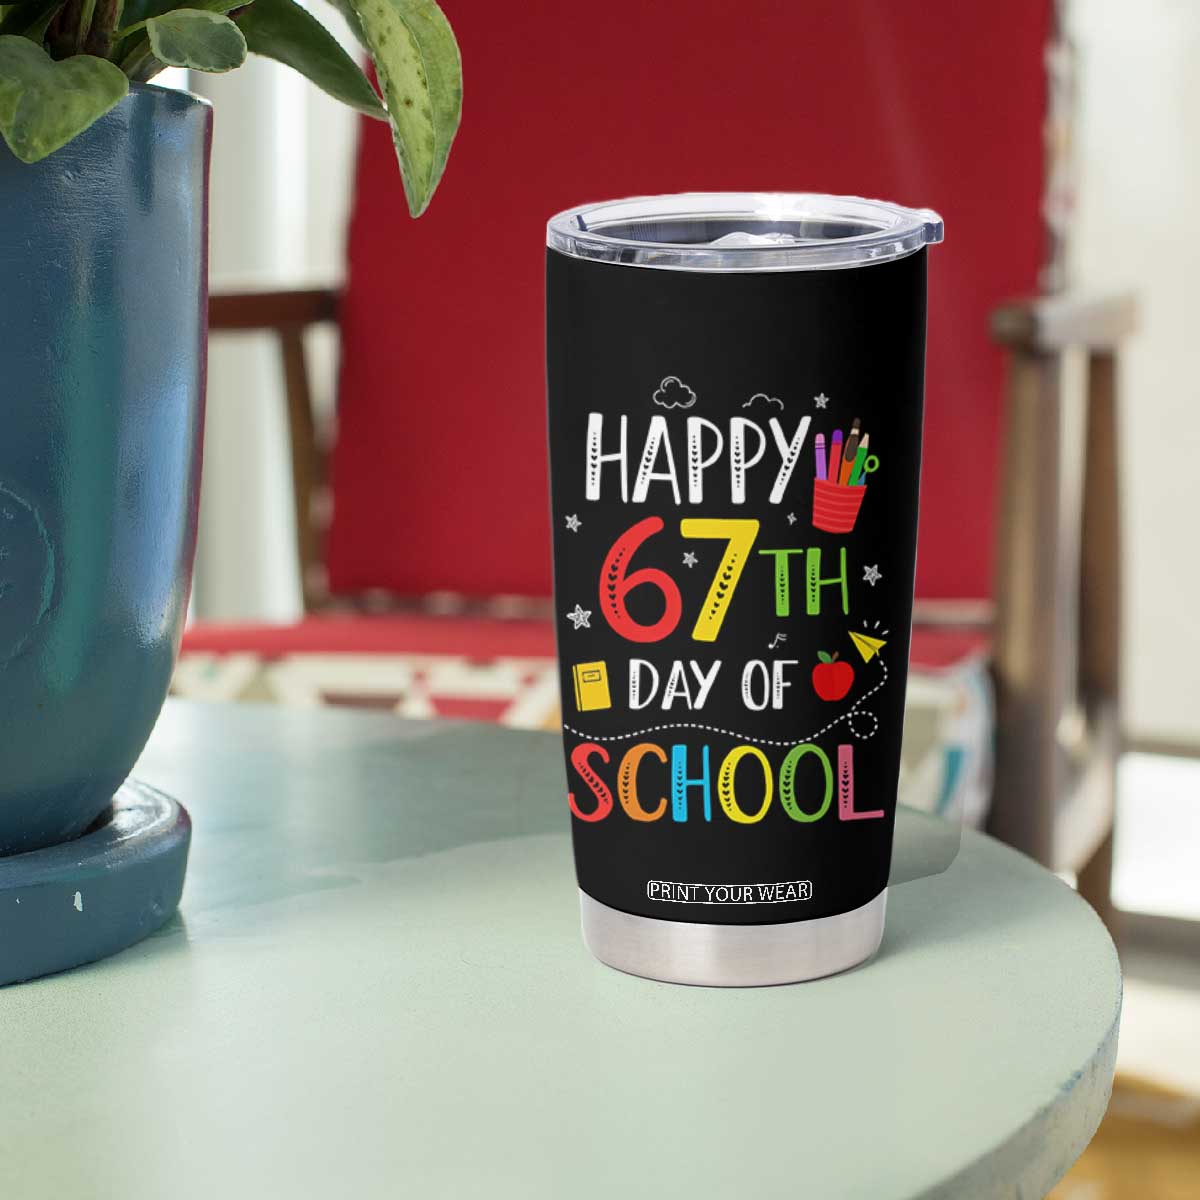 HAPPY
67TH
DAY OF
SCHOOL
PRINT YOUR WEAR